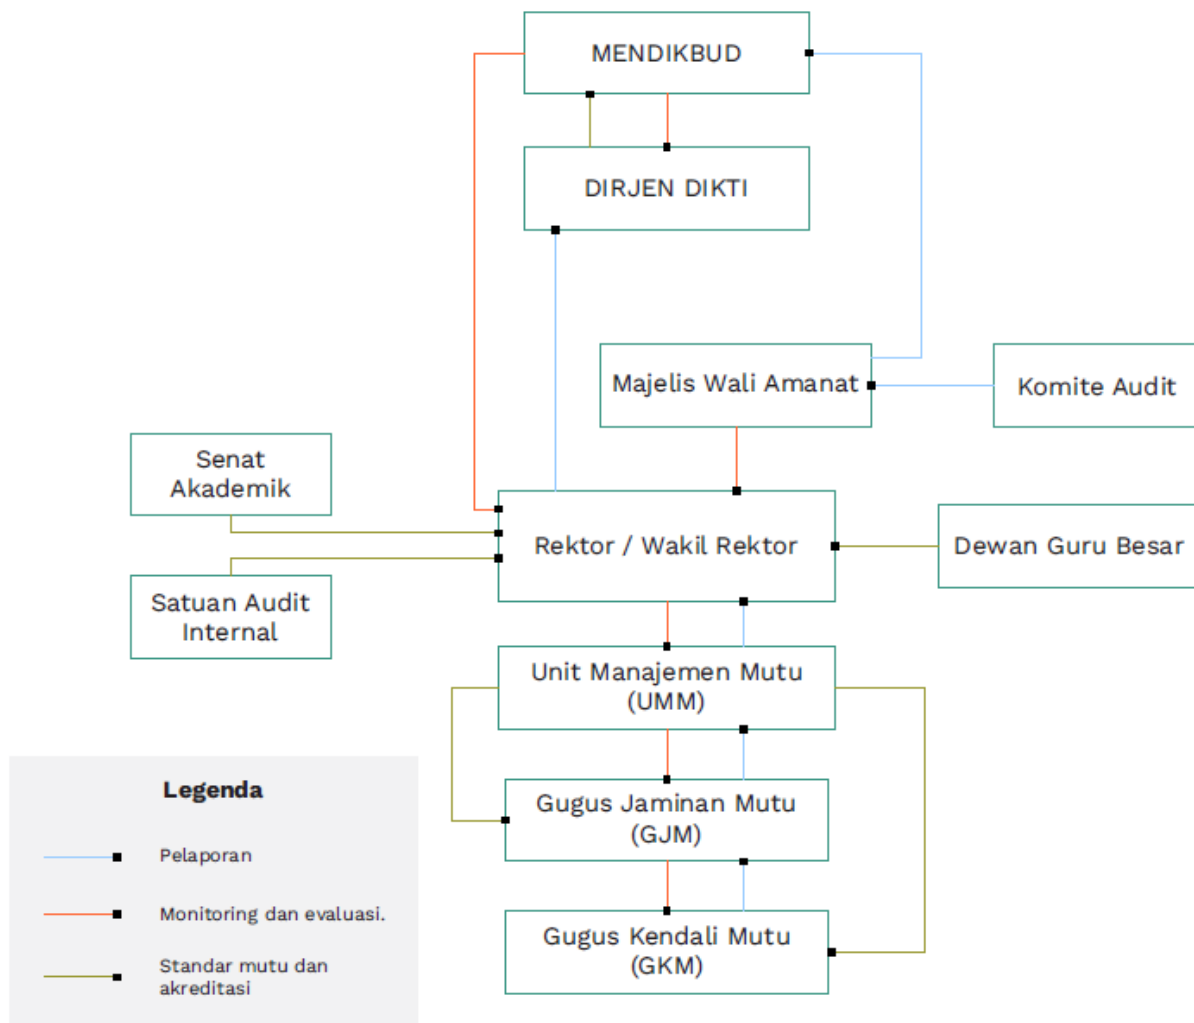 MENDIKBUD
DIRJEN DIKTI
Majelis Wali Amanat
Komite Audit
Senat
Akademik
Rektor / Wakil Rektor
Dewan Guru Besar
Satuan Audit
Internal
Unit Manajemen Mutu
(UMM)
Gugus Jaminan Mutu
(GJM)
Gugus Kendali Mutu
(GKM)
Legenda
Pelaporan
Monitoring dan evaluasi.
Standar mutu dan
akreditasi